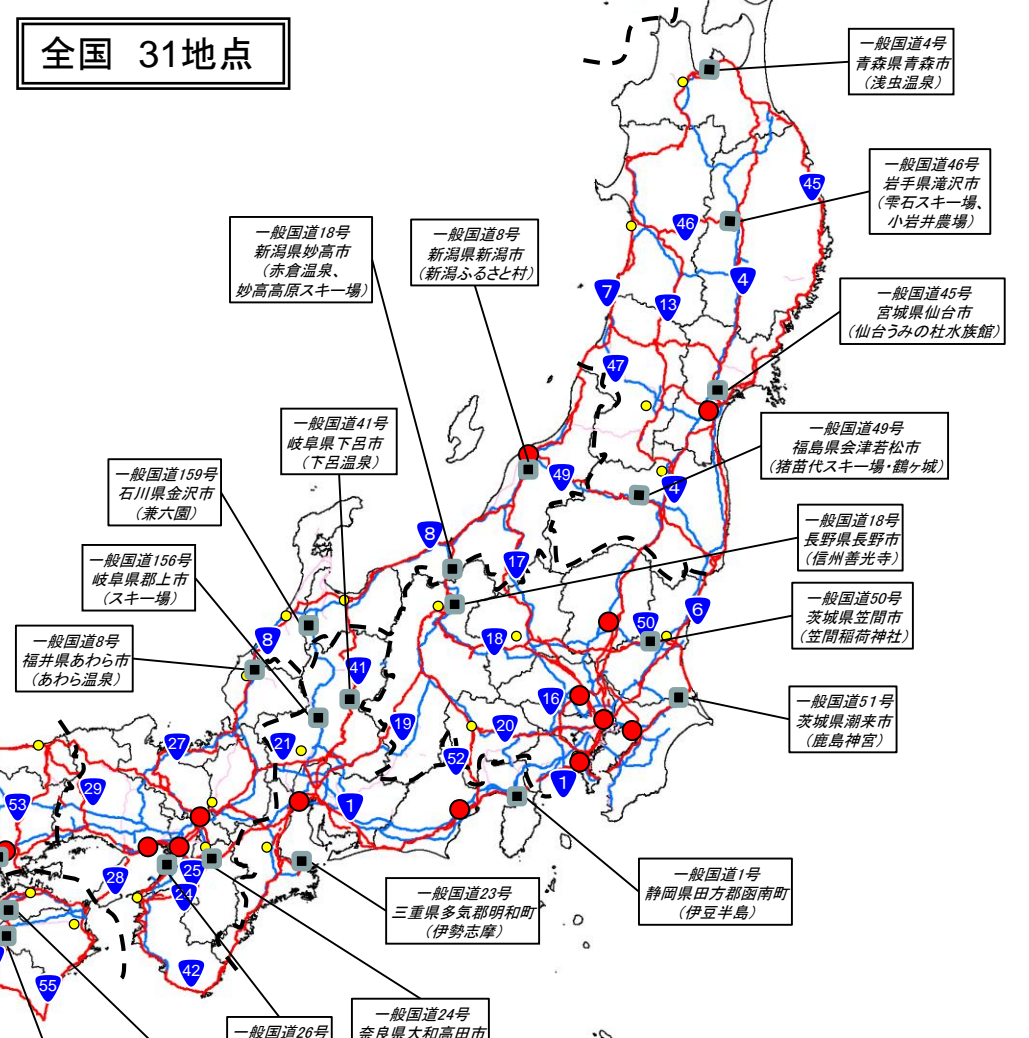 全国 31地点
一般国道4号
青森県青森市
（浅虫温泉）
一般国道46号
岩手県滝沢市
（雫石スキー場、
小岩井農場）
一般国道18号
新潟県妙高市
（赤倉温泉、
妙高高原スキー場）
一般国道8号
新潟県新潟市
（新潟ふるさと村）
一般国道45号
宮城県仙台市
（仙台うみの杜水族館）
一般国道41号
岐阜県下呂市
（下呂温泉）
一般国道49号
福島県会津若松市
（猪苗代スキー場・鶴ヶ城）
一般国道159号
石川県金沢市
（兼六園）
一般国道18号
長野県長野市
（信州善光寺）
一般国道156号
岐阜県郡上市
（スキー場）
一般国道50号
茨城県笠間市
（笠間稲荷神社）
一般国道8号
福井県あわら市
（あわら温泉）
一般国道51号
茨城県潮来市
（鹿島神宮）
一般国道1号
静岡県田方郡函南町
（伊豆半島）
一般国道23号
三重県多気郡明和町
（伊勢志摩）
一般国道24号
奈良県大和高田市
一般国道26号
45
46
4
7
13
47
49
4
8
17
6
50
18
8
41
16
19
20
21
27
52
29
1
1
53
28
25
24
42
55